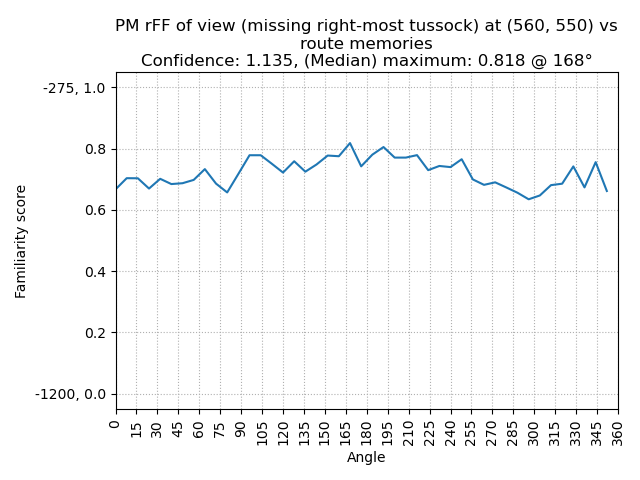 PM rFF of view (missing right-most tussock) at (560, 550) vs
route memories
Confidence: 1.135, (Median) maximum: 0.818 @ 168°
-275, 1.0
0.8
0.6
0.4
0.2
-1200, 0.0
Familiarity score
0 15 30 45 60 75 90 105 120 135 150 165 180 195 210 225 240 255 270 285 300 315 330 345 360
Angle